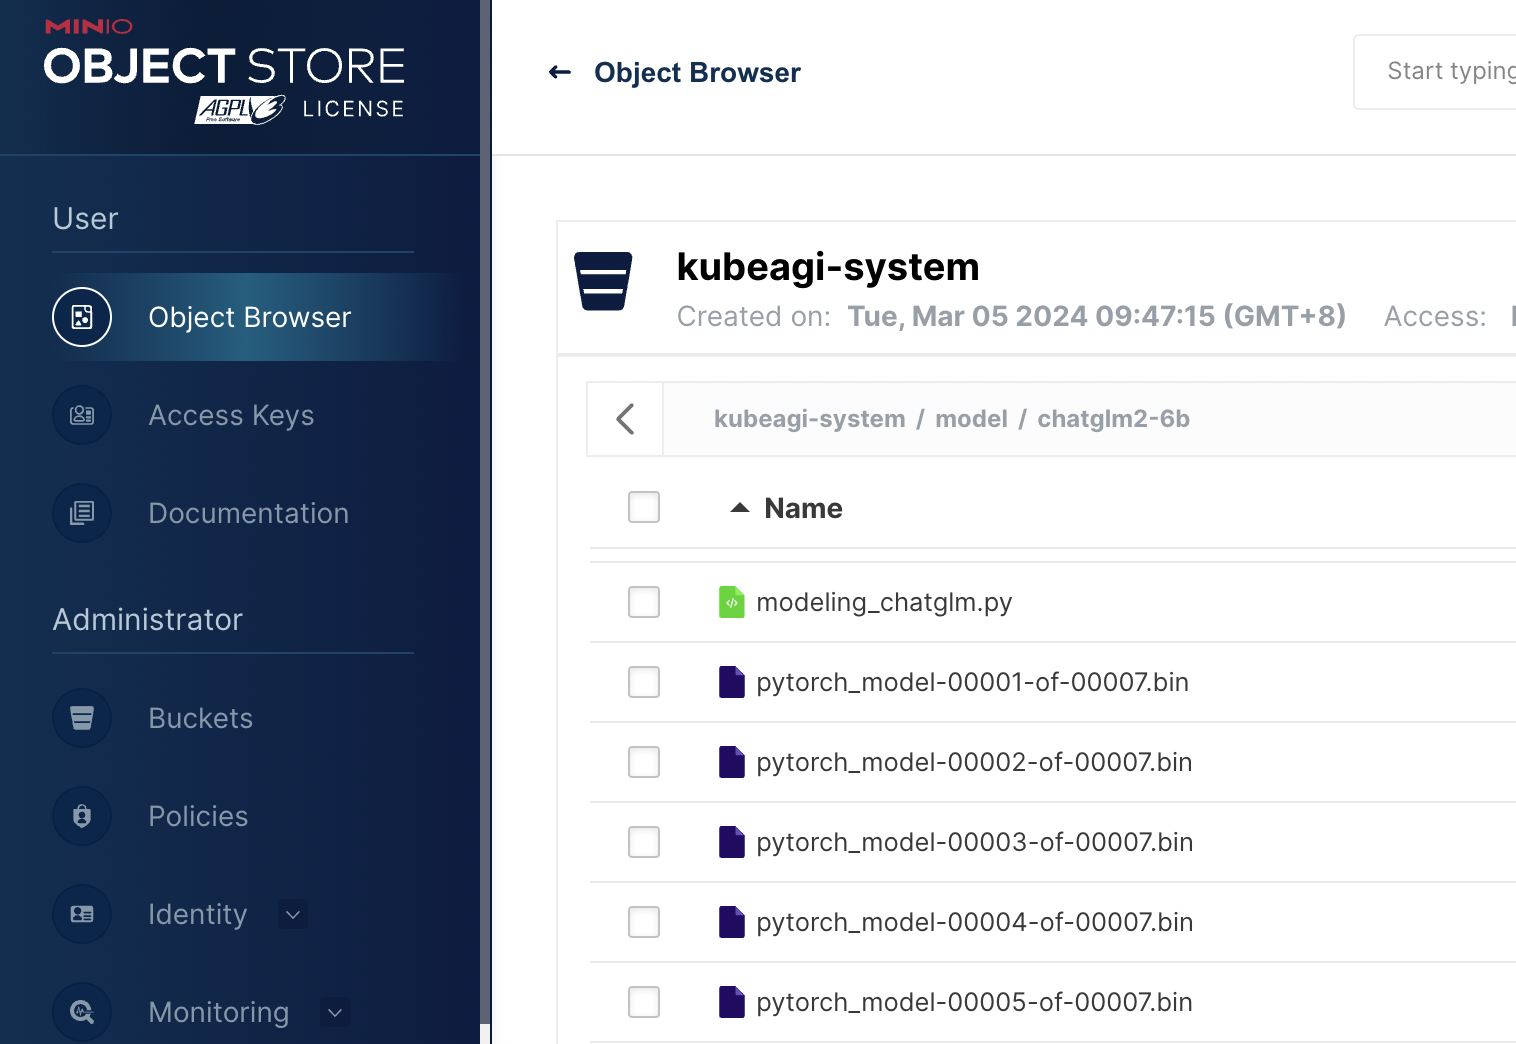 MINIO
OBJECT STORE
AGPL v3 LICENSE
Free Software
User
Object Browser
Access Keys
Documentation
Administrator
Buckets
Policies
Identity
Monitoring
Object Browser
Start typing
kubeagi-system
Created on: Tue, Mar 05 2024 09:47:15 (GMT+8) Access:
kubeagi-system / model / chatglm2-6b
Name
modeling_chatglm.py
pytorch_model-00001-of-00007.bin
pytorch_model-00002-of-00007.bin
pytorch_model-00003-of-00007.bin
pytorch_model-00004-of-00007.bin
pytorch_model-00005-of-00007.bin